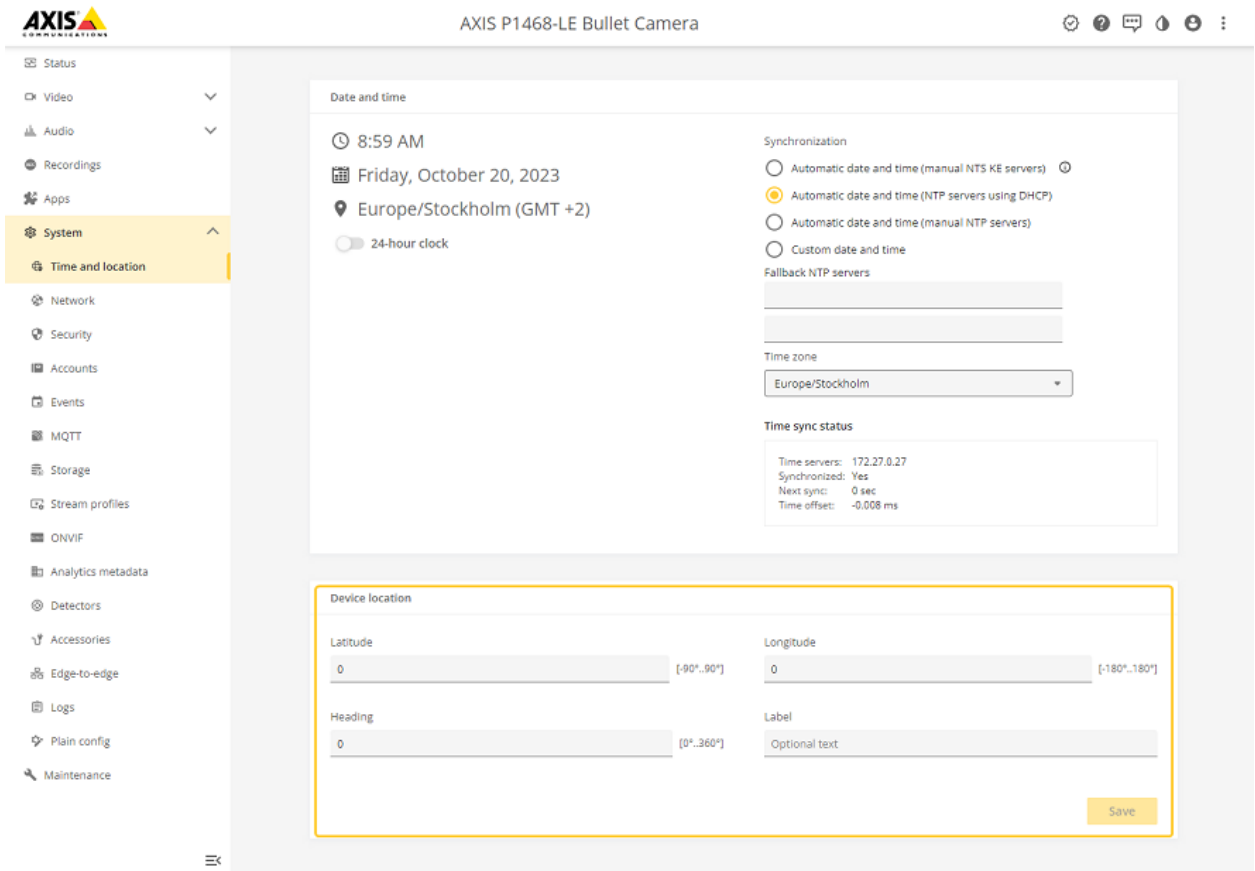 AXIS
COMMUNICATIONS
AXIS P1468-LE Bullet Camera
Status
Video
Audio
Recordings
Apps
System
Time and location
Network
Security
Accounts
Events
MQTT
Storage
Stream profiles
ONVIF
Analytics metadata
Detectors
Accessories
Edge-to-edge
Logs
Plain config
Maintenance
Date and time
8:59 AM
Friday, October 20, 2023
Europe/Stockholm (GMT +2)
24-hour clock
Synchronization
Automatic date and time (manual NTS KE servers)
Automatic date and time (NTP servers using DHCP)
Automatic date and time (manual NTP servers)
Custom date and time
Fallback NTP servers
Time zone
Europe/Stockholm
Time sync status
Time servers: 172.27.0.27
Synchronized: Yes
Next sync: 0 sec
Time offset: -0.008 ms
Device location
Latitude
0 [-90°..90°]
Longitude
0 [-180°..180°]
Heading
0 [0°..360°]
Label
Optional text
Save